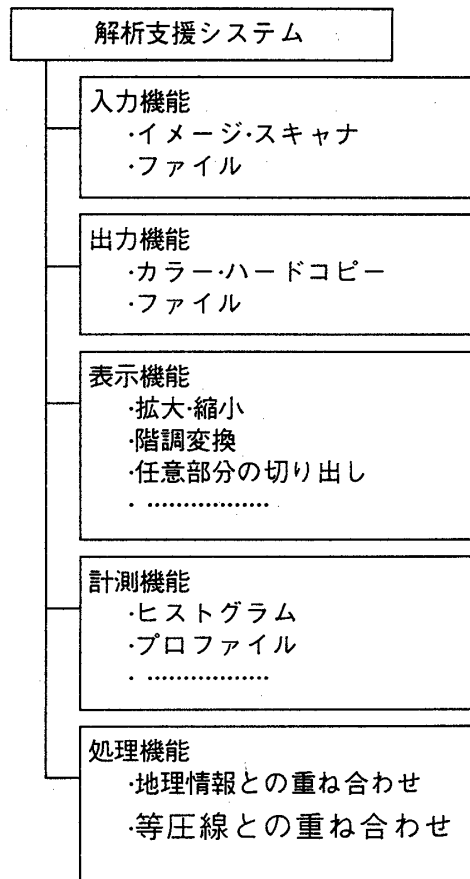 解析支援システム
入力機能
·イメージ·スキャナ
·ファイル
出力機能
·カラー·ハードコピー
·ファイル
表示機能
·拡大·縮小
·階調変換
·任意部分の切り出し
· .................
計測機能
·ヒストグラム
·プロファイル
· .................
処理機能
·地理情報との重ね合わせ
·等圧線との重ね合わせ